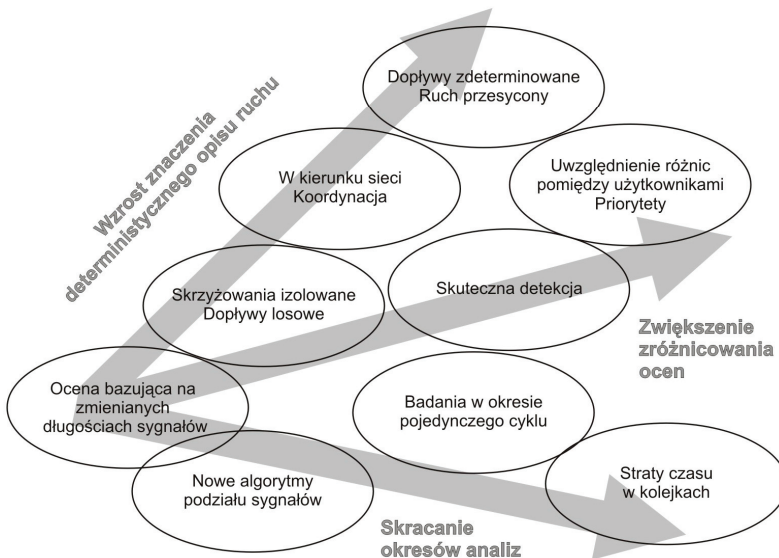 Dopływy zdeterminowane
Ruch przesycony
Wzrost znaczenia
deterministycznego opisu ruchu
W kierunku sieci
Koordynacja
Uwzględnienie różnic
pomiędzy użytkownikami
Priorytety
Skrzyżowania izolowane
Dopływy losowe
Skuteczna detekcja
Zwiększenie
zróżnicowania
ocen
Ocena bazująca na
zmienianych
długościach sygnałów
Badania w okresie
pojedynczego cyklu
Nowe algorytmy
podziału sygnałów
Straty czasu
w kolejkach
Skracanie
okresów analiz